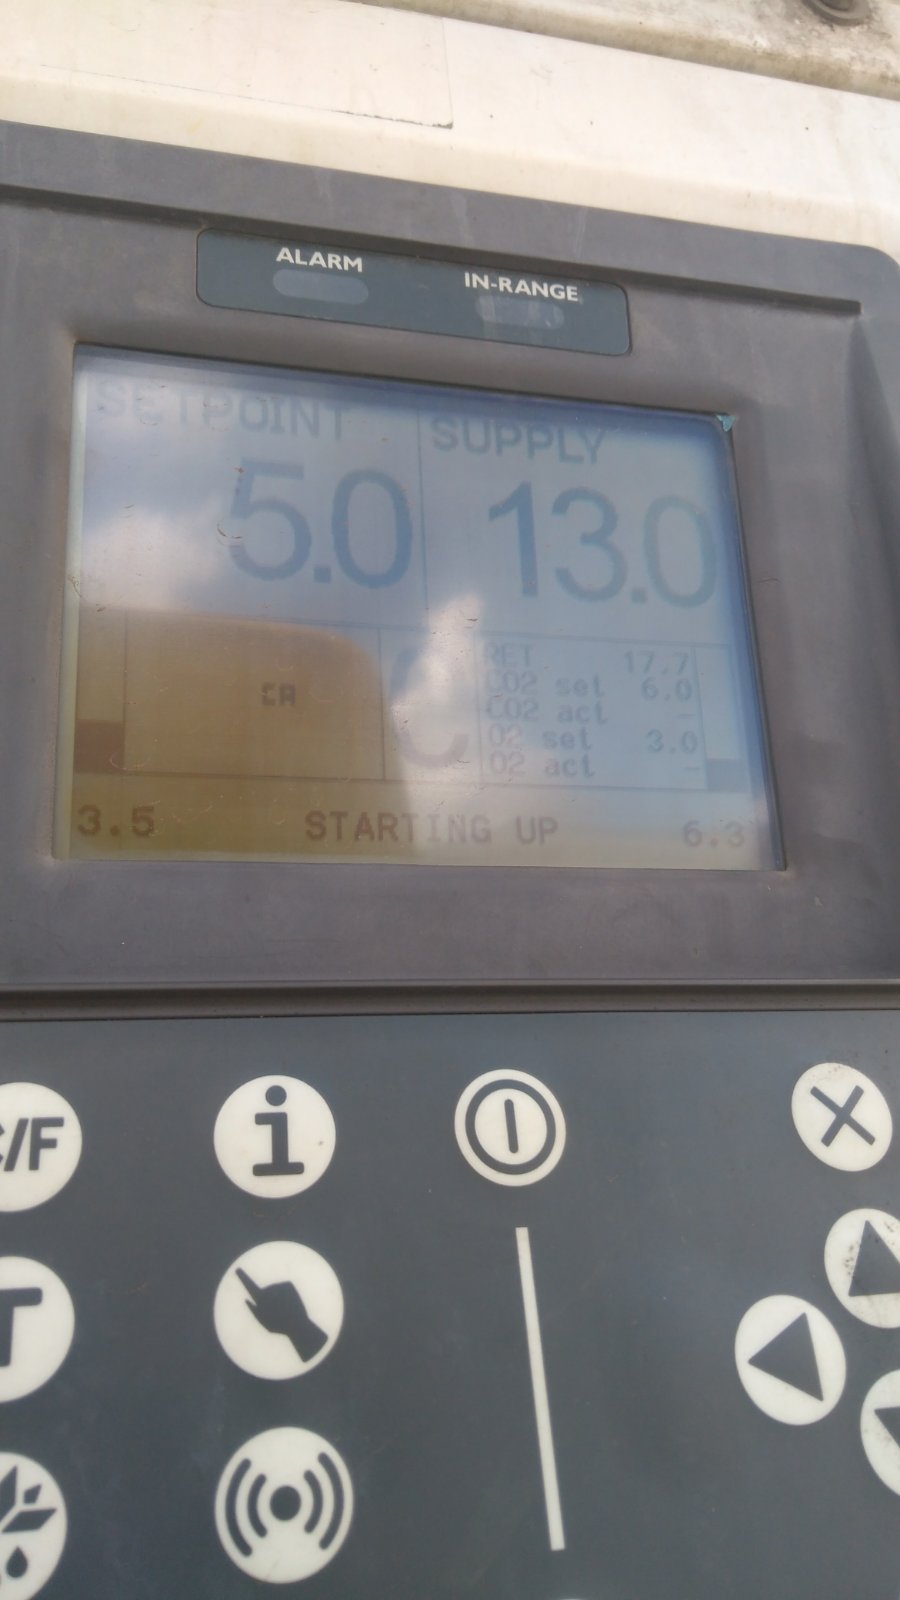 ALARM
IN-RANGE
SETPOINT
SUPPLY
5.0
13.0
CA
C
RET 17.7
CO2 set 6.0
CO2 act -
O2 set 3.0
O2 act -
3.5 STARTING UP 6.3
C/F
i
T